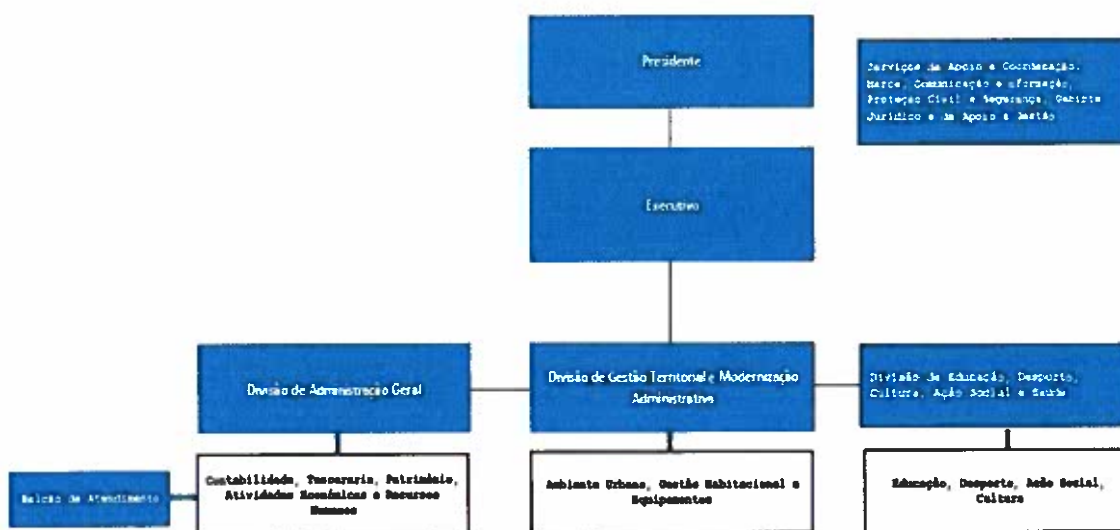 Presidente
Serviços de Apoio e Coordenação,
Marca, Comunicação e Informação,
Proteção Civil e Segurança, Gabinete
Jurídico e de Apoio à Gestão
Executivo
Divisão de Administração Geral
Divisão de Gestão Territorial e Modernização
Administrativa
Divisão de Educação, Desporto,
Cultura, Ação Social e Saúde
Balcão de Atendimento
Contabilidade, Tesouraria, Património,
Atividades Económicas e Recursos
Humanos
Ambiente Urbano, Gestão Habitacional e
Equipamentos
Educação, Desporto, Ação Social,
Cultura